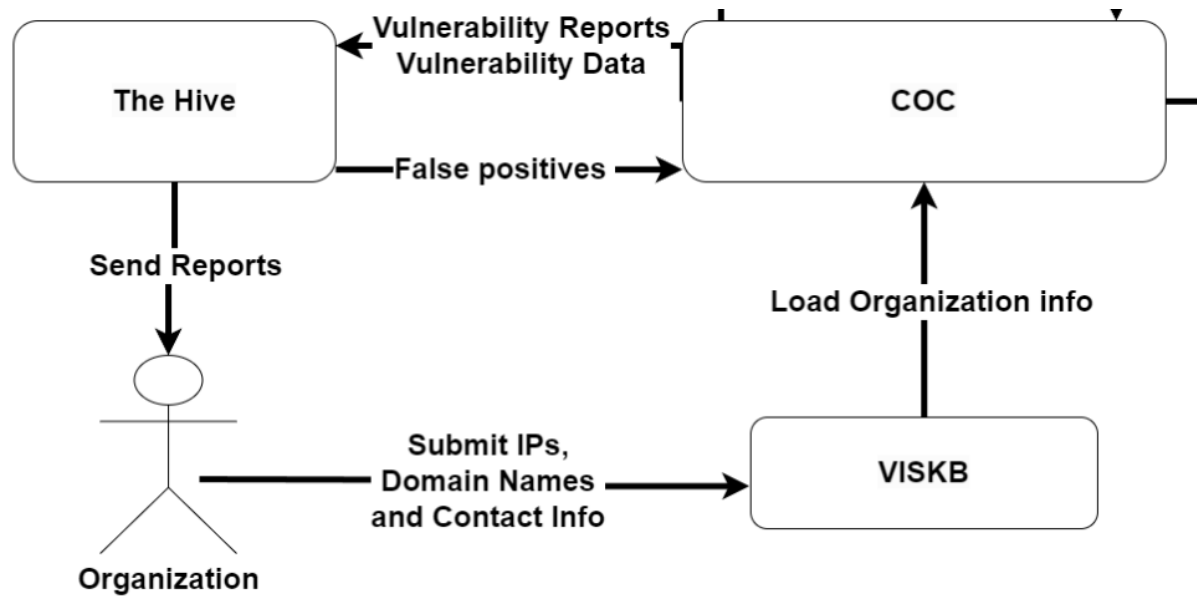 Vulnerability Reports
Vulnerability Data
The Hive
COC
False positives
Send Reports
Load Organization info
Submit IPs,
Domain Names
and Contact Info
VISKB
Organization